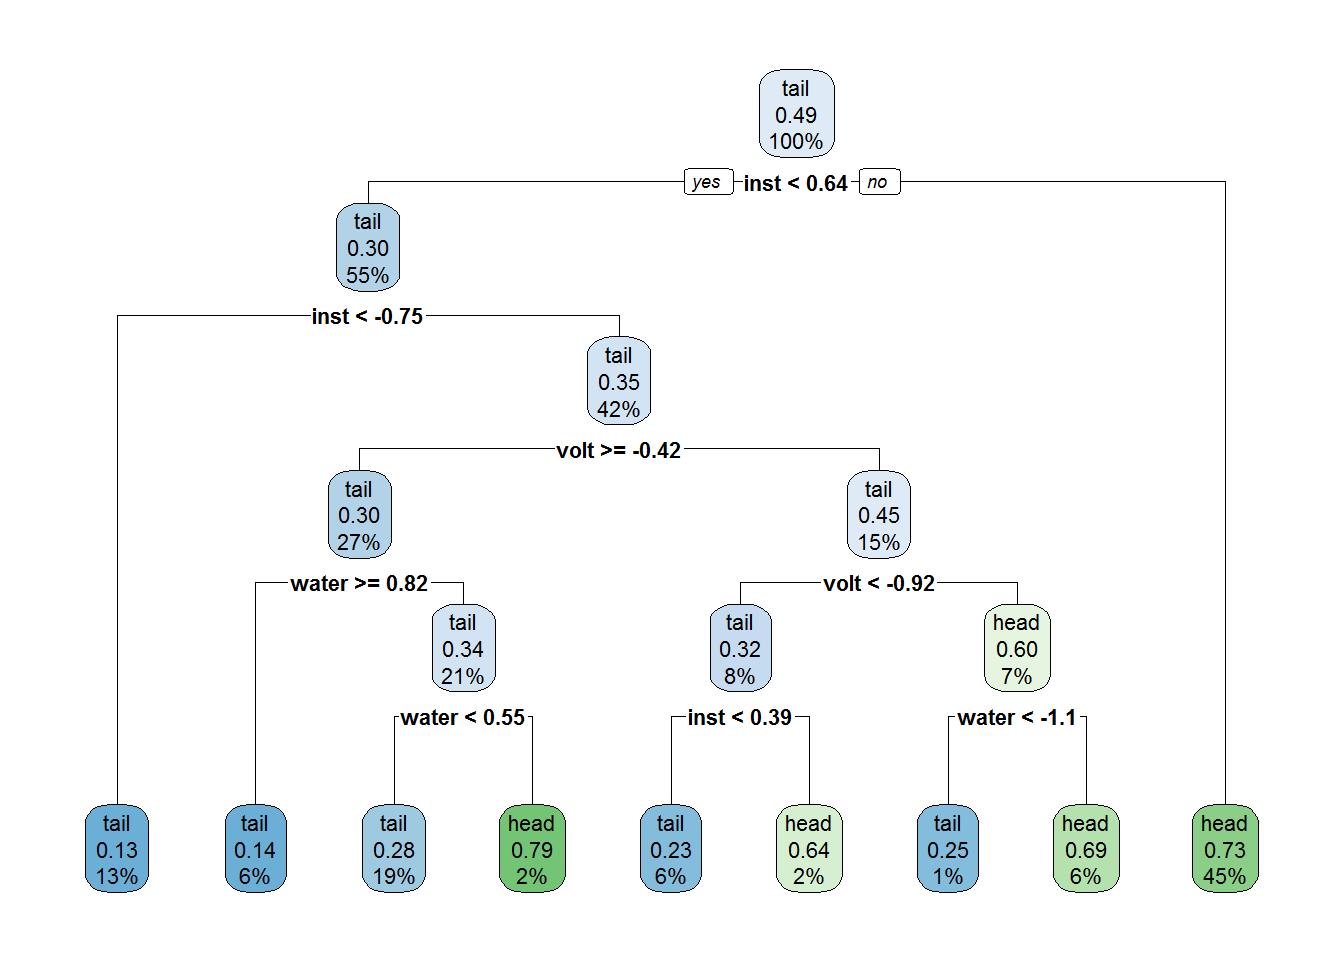 tail
0.49
100%
yes inst < 0.64 no
tail
0.30
55%
inst < -0.75
tail
0.35
42%
volt >= -0.42
tail
0.30
27%
tail
0.45
15%
water >= 0.82
volt < -0.92
tail
0.34
21%
tail
0.32
8%
head
0.60
7%
water < 0.55
inst < 0.39
water < -1.1
tail
0.13
13%
tail
0.14
6%
tail
0.28
19%
head
0.79
2%
tail
0.23
6%
head
0.64
2%
tail
0.25
1%
head
0.69
6%
head
0.73
45%